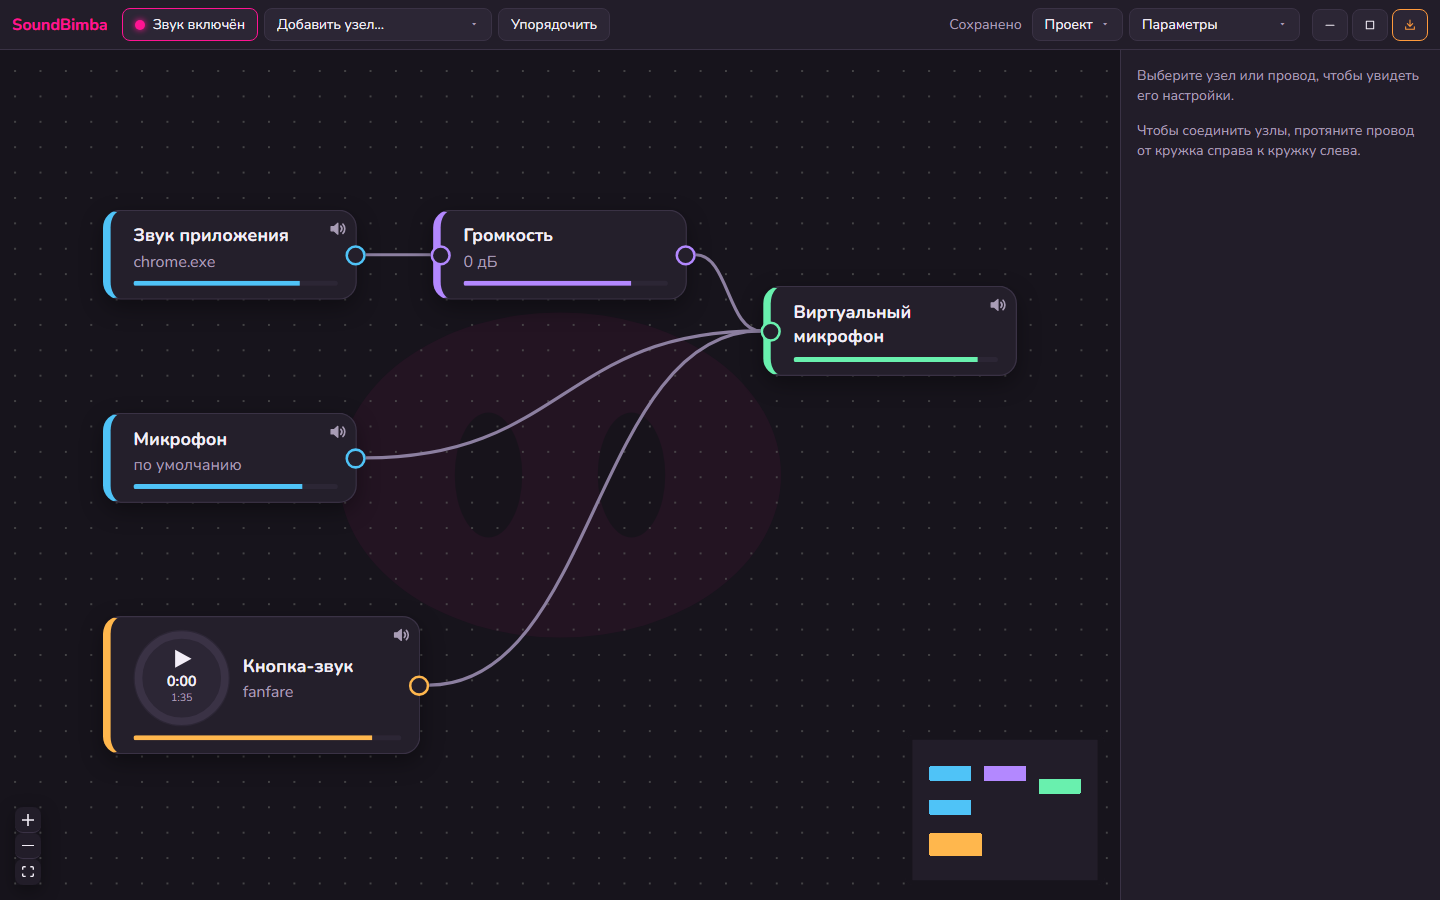 SoundBimba
Звук включён
Добавить узел...
Упорядочить
Сохранено
Проект
Параметры
Выберите узел или провод, чтобы увидеть
его настройки.
Чтобы соединить узлы, протяните провод
от кружка справа к кружку слева.
Звук приложения
chrome.exe
Громкость
0 дБ
Виртуальный
микрофон
Микрофон
по умолчанию
0:00
1:35
Кнопка-звук
fanfare